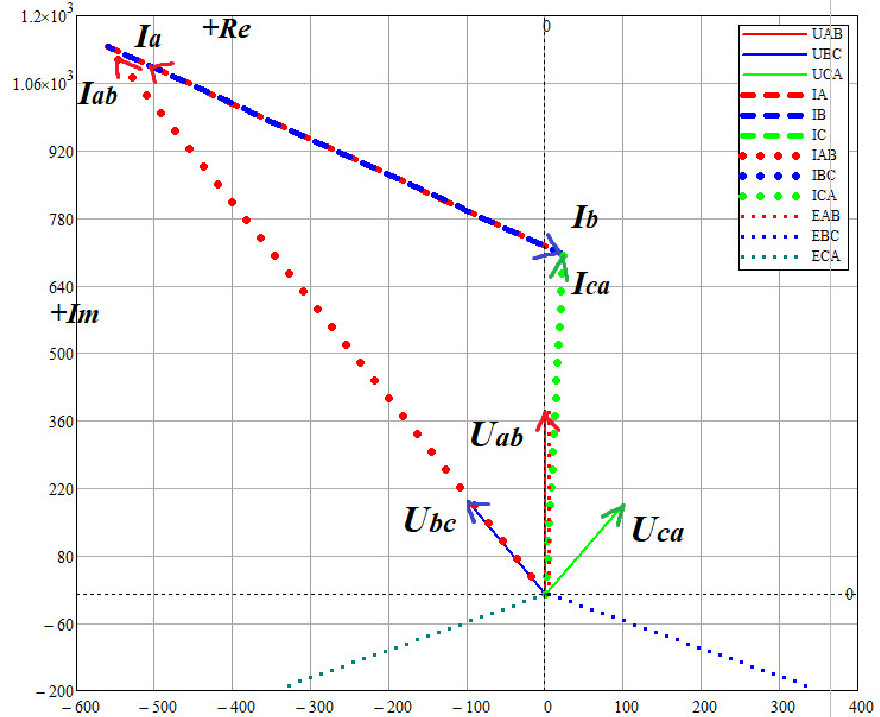 1.2×10³
0
+Re
Ia
UAB
UBC
UCA
IA
IB
IC
IAB
IBC
ICA
EAB
EBC
ECA
1.06×10³
Iab
920
780
Ib
640
Ica
+Im
500
360
Uab
220
Ubc
Uca
80
0
−60
−200
−600 −500 −400 −300 −200 −100 0 100 200 300 400